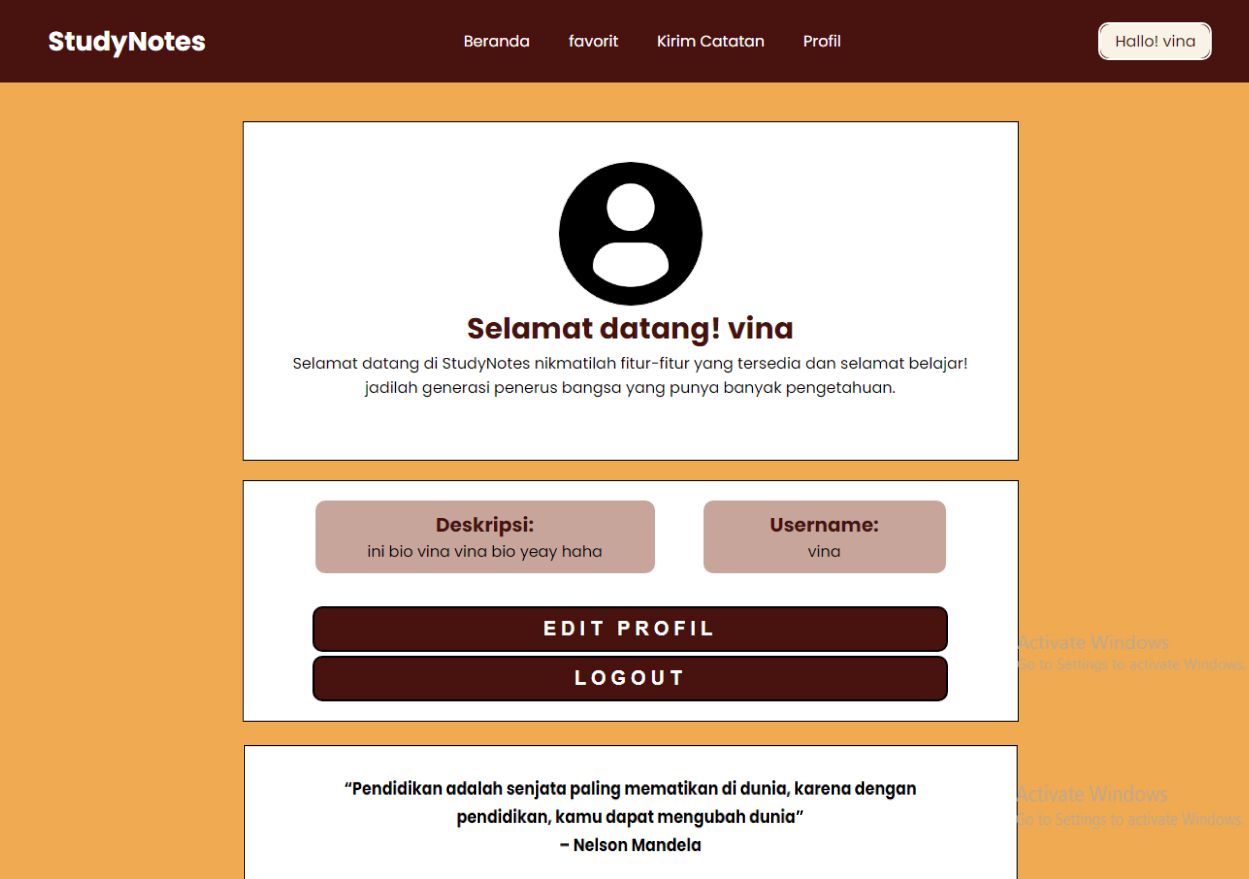 StudyNotes
Beranda favorit Kirim Catatan Profil
Hallo! vina
Selamat datang! vina
Selamat datang di StudyNotes nikmatilah fitur-fitur yang tersedia dan selamat belajar!
jadilah generasi penerus bangsa yang punya banyak pengetahuan.
Deskripsi:
ini bio vina vina bio yeay haha
Username:
vina
EDIT PROFIL
LOGOUT
Activate Windows
Go to Settings to activate Windows.
“Pendidikan adalah senjata paling mematikan di dunia, karena dengan
pendidikan, kamu dapat mengubah dunia”
– Nelson Mandela
Activate Windows
Go to Settings to activate Windows.